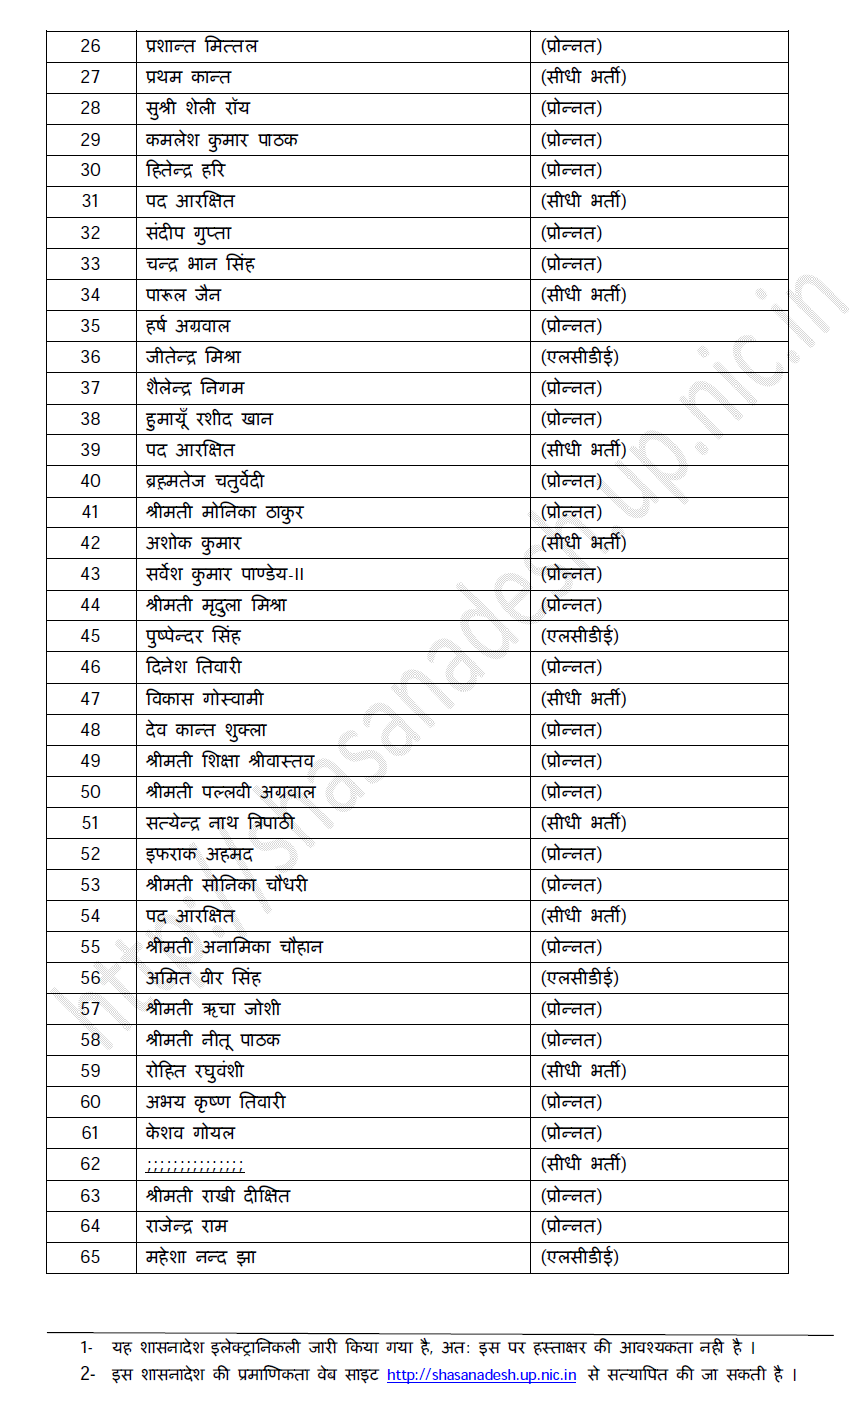 26 प्रशान्त मित्तल (प्रोन्नत)
27 प्रथम कान्त (सीधी भर्ती)
28 सुश्री शेली रॉय (प्रोन्नत)
29 कमलेश कुमार पाठक (प्रोन्नत)
30 हितेन्द्र हरि (प्रोन्नत)
31 पद आरक्षित (सीधी भर्ती)
32 संदीप गुप्ता (प्रोन्नत)
33 चन्द्र भान सिंह (प्रोन्नत)
34 पारूल जैन (सीधी भर्ती)
35 हर्ष अग्रवाल (प्रोन्नत)
36 जीतेन्द्र मिश्रा (एलसीडीई)
37 शैलेन्द्र निगम (प्रोन्नत)
38 हुमायूँ रशीद खान (प्रोन्नत)
39 पद आरक्षित (सीधी भर्ती)
40 ब्रह़मतेज चतुर्वेदी (प्रोन्नत)
41 श्रीमती मोनिका ठाकुर (प्रोन्नत)
42 अशोक कुमार (सीधी भर्ती)
43 सर्वेश कुमार पाण्डेय-II (प्रोन्नत)
44 श्रीमती मृदुला मिश्रा (प्रोन्नत)
45 पुष्पेन्दर सिंह (एलसीडीई)
46 दिनेश तिवारी (प्रोन्नत)
47 विकास गोस्वामी (सीधी भर्ती)
48 देव कान्त शुक्ला (प्रोन्नत)
49 श्रीमती शिक्षा श्रीवास्तव (प्रोन्नत)
50 श्रीमती पल्लवी अग्रवाल (प्रोन्नत)
51 सत्येन्द्र नाथ त्रिपाठी (सीधी भर्ती)
52 इफराक अहमद (प्रोन्नत)
53 श्रीमती सोनिका चौधरी (प्रोन्नत)
54 पद आरक्षित (सीधी भर्ती)
55 श्रीमती अनामिका चौहान (प्रोन्नत)
56 अमित वीर सिंह (एलसीडीई)
57 श्रीमती ऋचा जोशी (प्रोन्नत)
58 श्रीमती नीतू पाठक (प्रोन्नत)
59 रोहित रघुवंशी (सीधी भर्ती)
60 अभय कृष्ण तिवारी (प्रोन्नत)
61 केशव गोयल (प्रोन्नत)
62 ;;;;;;;;;;;;;;; (सीधी भर्ती)
63 श्रीमती राखी दीक्षित (प्रोन्नत)
64 राजेन्द्र राम (प्रोन्नत)
65 महेशा नन्द झा (एलसीडीई)
http://shasanadesh.up.nic.in
1- यह शासनादेश इलेक्ट्रानिकली जारी किया गया है, अत: इस पर हस्ताक्षर की आवश्यकता नही है ।
2- इस शासनादेश की प्रमाणिकता वेब साइट http://shasanadesh.up.nic.in से सत्यापित की जा सकती है ।